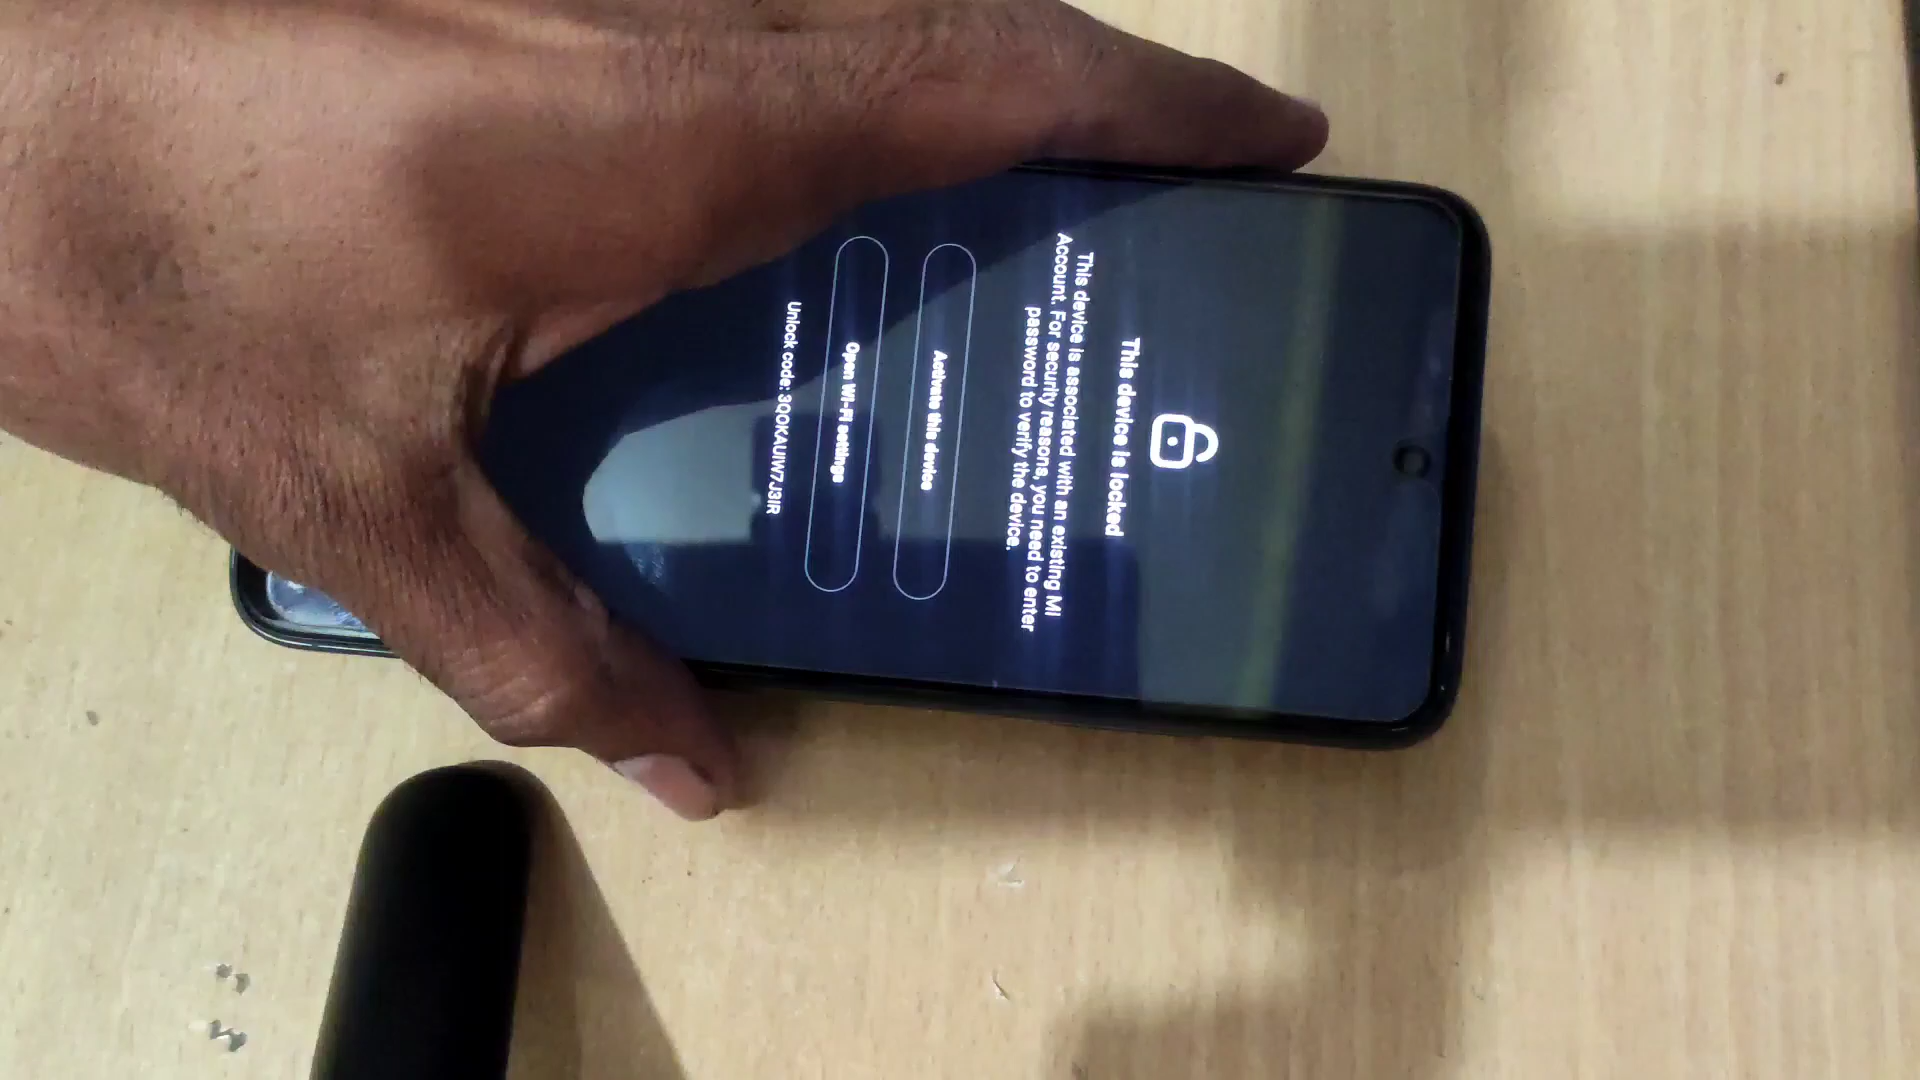 This device is locked
This device is associated with an existing Mi
Account. For security reasons, you need to enter
password to verify the device.
Activate this device
Open Wi-Fi settings
Unlock code: 3QOKAUIW7J3IR